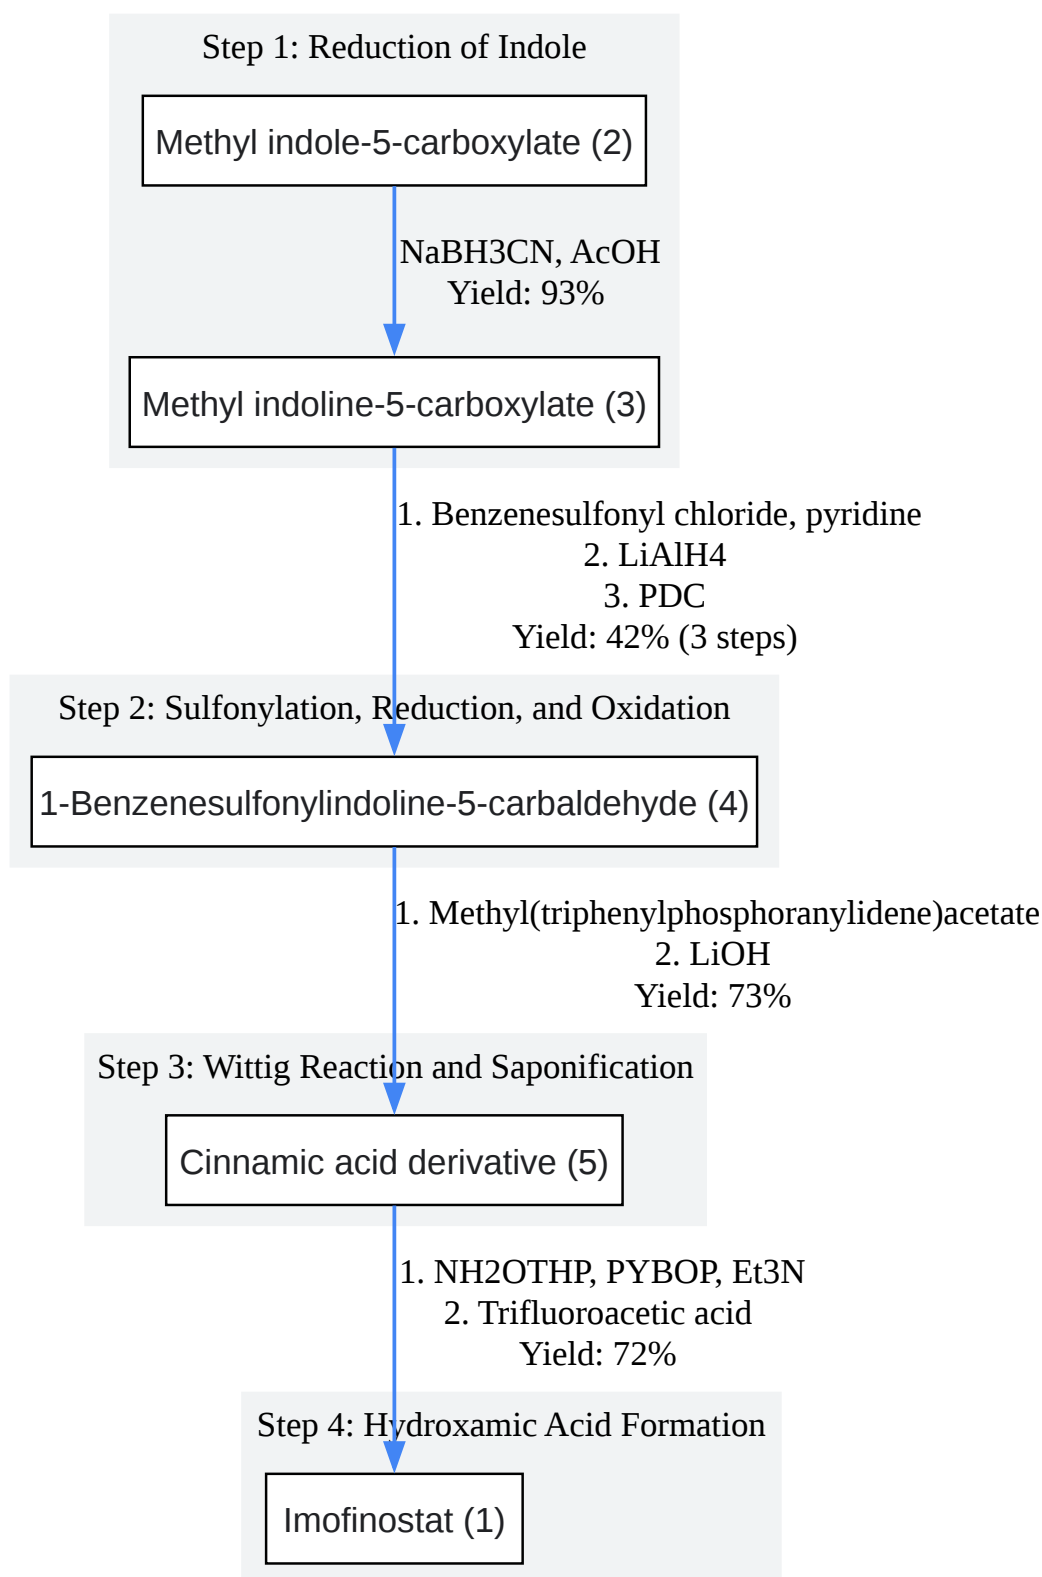 Step 1: Reduction of Indole
Methyl indole-5-carboxylate (2)
NaBH3CN, AcOH
Yield: 93%
Methyl indoline-5-carboxylate (3)
1. Benzenesulfonyl chloride, pyridine
2. LiAlH4
3. PDC
Yield: 42% (3 steps)
Step 2: Sulfonylation, Reduction, and Oxidation
1-Benzenesulfonylindoline-5-carbaldehyde (4)
1. Methyl(triphenylphosphoranylidene)acetate
2. LiOH
Yield: 73%
Step 3: Wittig Reaction and Saponification
Cinnamic acid derivative (5)
1. NH2OTHP, PYBOP, Et3N
2. Trifluoroacetic acid
Yield: 72%
Step 4: Hydroxamic Acid Formation
Imofinostat (1)